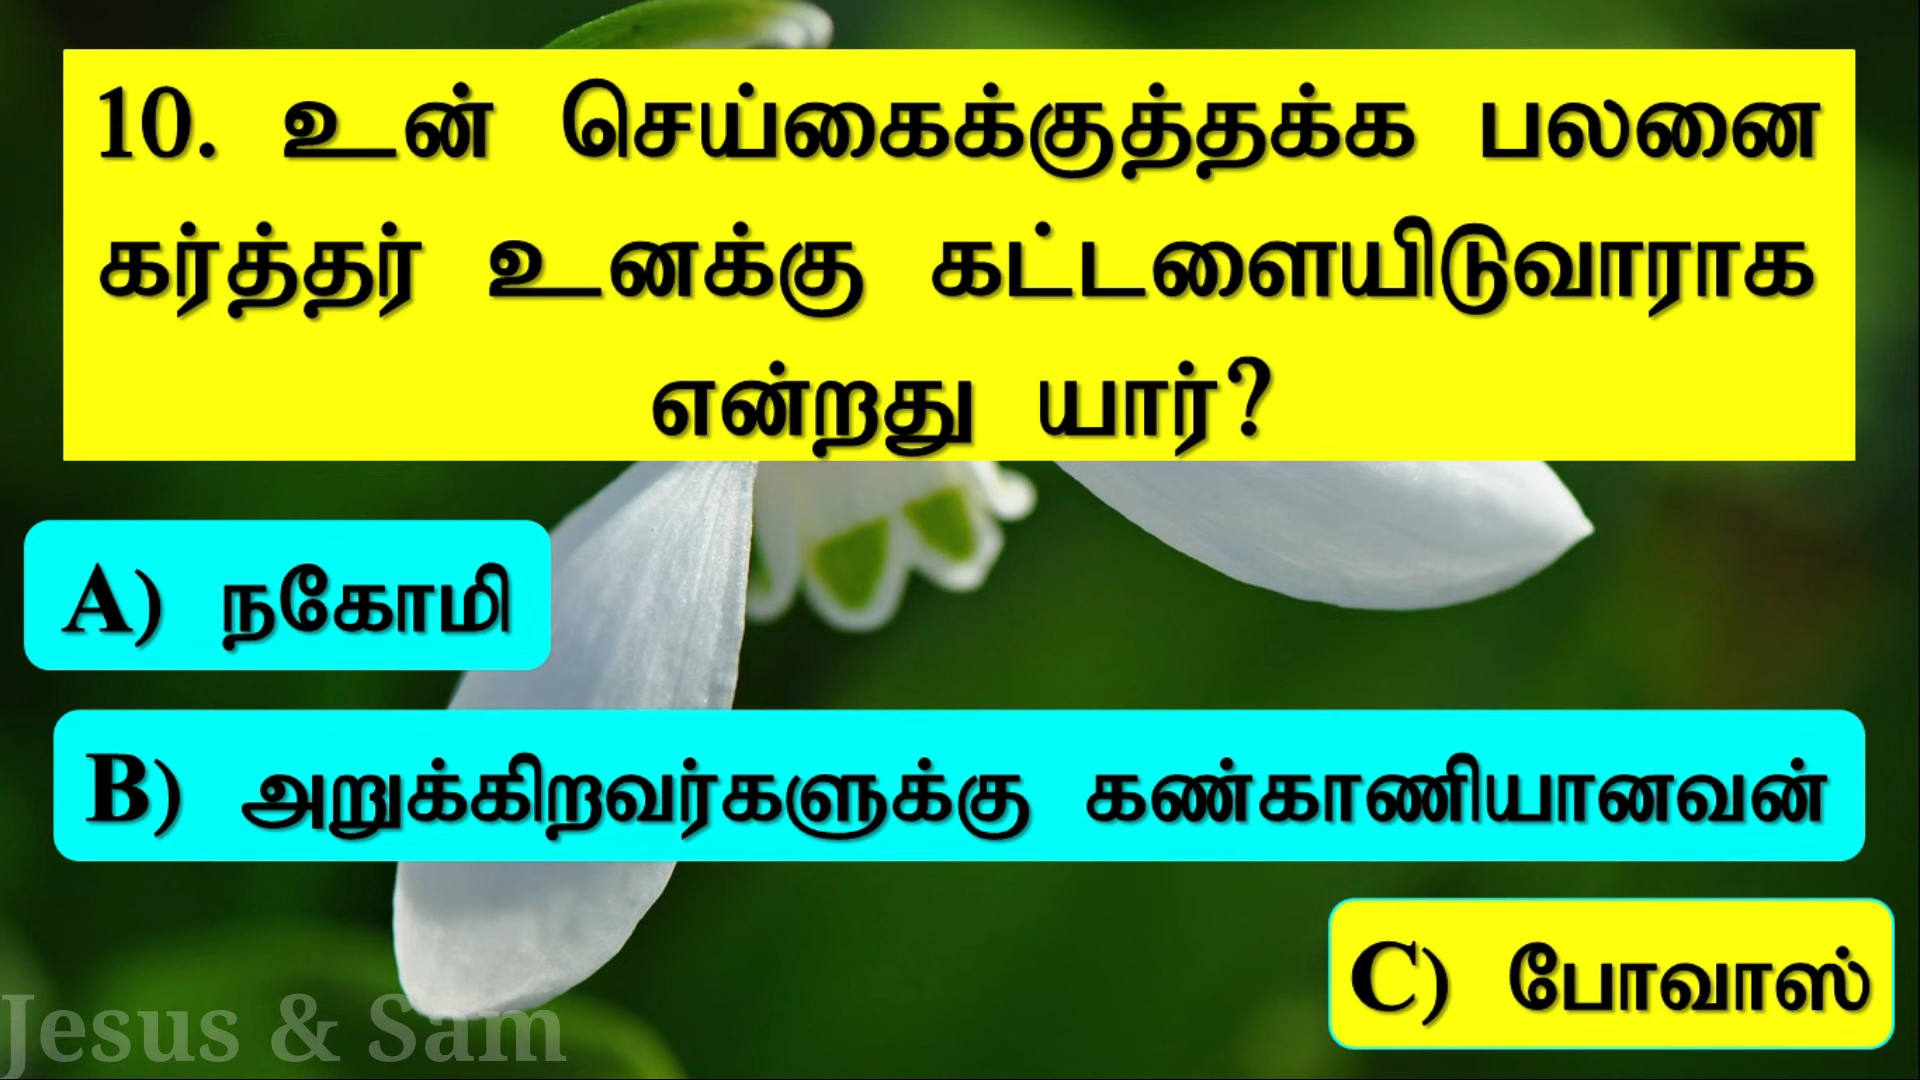 10. உன் செய்கைக்குத்தக்க பலனை
கர்த்தர் உனக்கு கட்டளையிடுவாராக
என்றது யார்?
A) நகோமி
B) அறுக்கிறவர்களுக்கு கண்காணியானவன்
C) போவாஸ்
Jesus & Sam